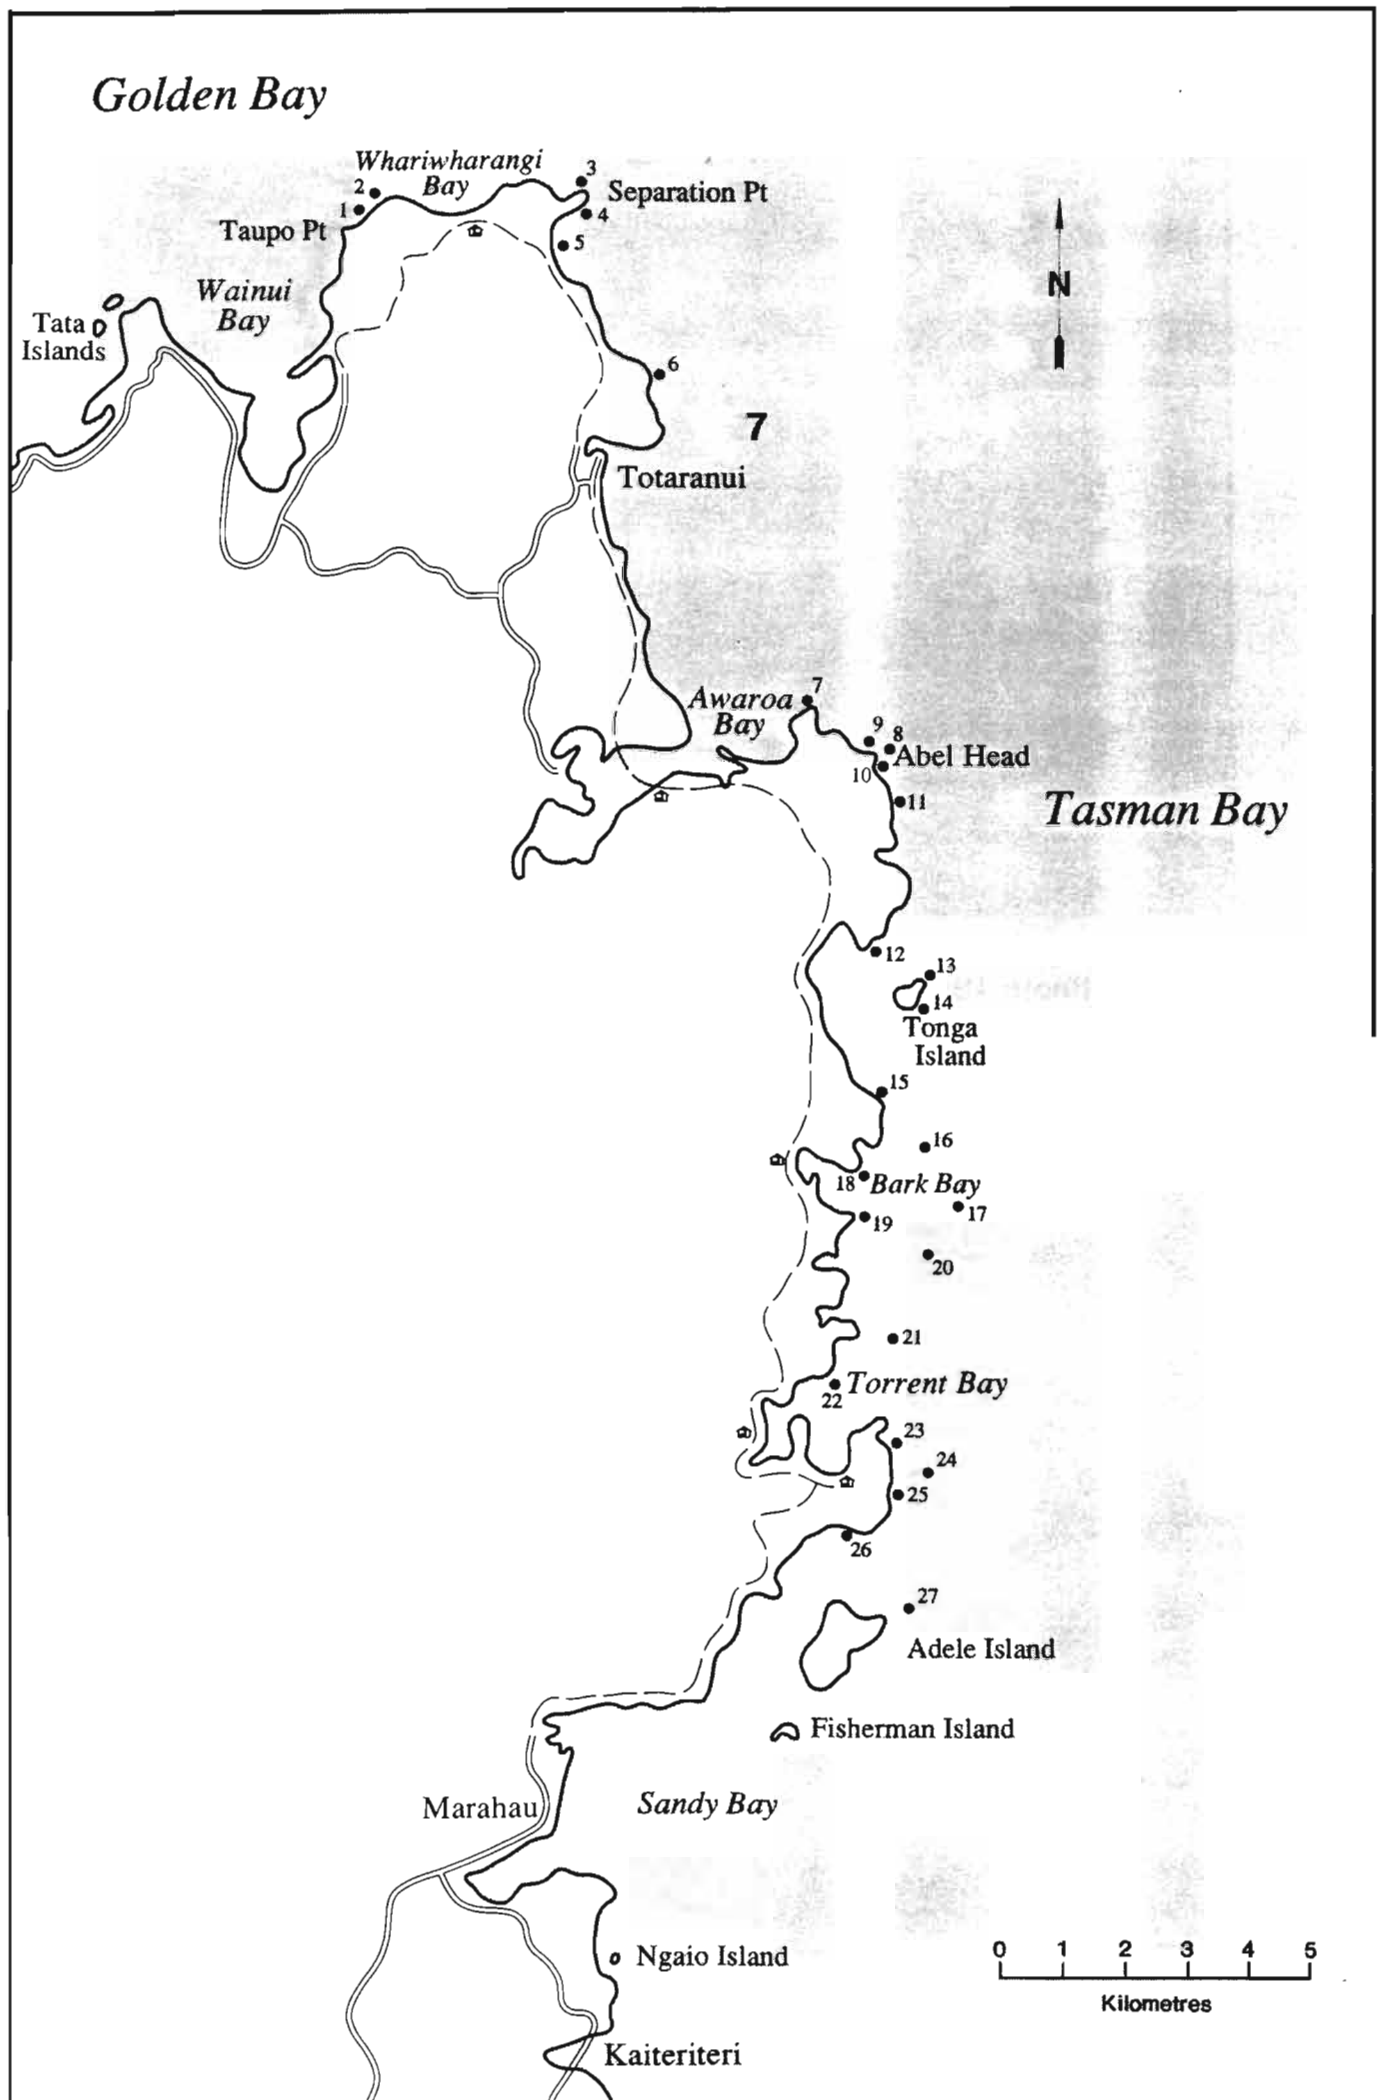 Golden Bay
Whariwharangi
Bay
3
Separation Pt
2
1
4
Taupo Pt
5
Wainui
Bay
Tata
Islands
N
6
7
Totaranui
7
Awaroa
Bay
9
8
Abel Head
10
11
Tasman Bay
12
13
14
Tonga
Island
15
16
18
Bark Bay
17
19
20
21
Torrent Bay
22
23
24
25
26
27
Adele Island
Fisherman Island
Marahau
Sandy Bay
Ngaio Island
0 1 2 3 4 5
Kilometres
Kaiteriteri